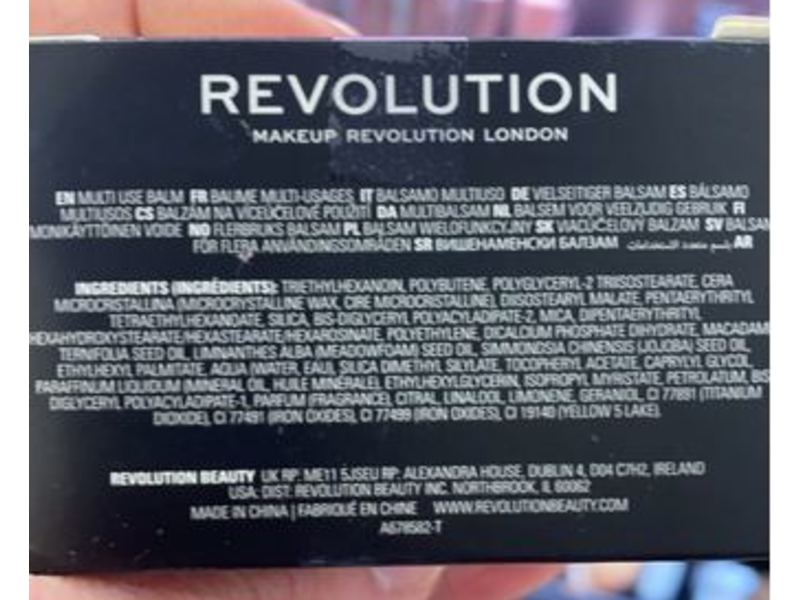 REVOLUTION
MAKEUP REVOLUTION LONDON
EN MULTI USE BALM FR BAUME MULTI-USAGES IT BALSAMO MULTIUSO DE VIELSEITIGER BALSAM ES BÁLSAMO
MULTIUSOS CS BALZÁM NA VÍCEÚČELOVÉ POUŽITÍ DA MULTIBALSAM NL BALSEM VOOR VEELZIJDIG GEBRUIK FI
MONIKÄYTTÖINEN VOIDE NO FLERBRUKS BALSAM PL BALSAM WIELOFUNKCYJNY SK VIACÚČELOVÝ BALZAM SV BALSAM
FÖR FLERA ANVÄNDNINGSOMRÅDEN SR ВИШЕНАМЕНСКИ БАЛЗАМ بلسم متعدد الاستخدامات AR
INGREDIENTS (INGRÉDIENTS): TRIETHYLHEXANOIN, POLYBUTENE, POLYGLYCERYL-2 TRIISOSTEARATE, CERA
MICROCRISTALLINA (MICROCRYSTALLINE WAX, CIRE MICROCRISTALLINE), DIISOSTEARYL MALATE, PENTAERYTHRITYL
TETRAETHYLHEXANOATE, SILICA, BIS-DIGLYCERYL POLYACYLADIPATE-2, MICA, DIPENTAERYTHRITYL
HEXAHYDROXYSTEARATE/HEXASTEARATE/HEXAROSINATE, POLYETHYLENE, DICALCIUM PHOSPHATE DIHYDRATE, MACADAM
TERNIFOLIA SEED OIL, LIMNANTHES ALBA (MEADOWFOAM) SEED OIL, SIMMONDSIA CHINENSIS (JOJOBA) SEED OIL,
ETHYLHEXYL PALMITATE, AQUA (WATER, EAU), SILICA DIMETHYL SILYLATE, TOCOPHERYL ACETATE, CAPRYLYL GLYCOL,
PARAFFINUM LIQUIDUM (MINERAL OIL, HUILE MINÉRALE), ETHYLHEXYLGLYCERIN, ISOPROPYL MYRISTATE, PETROLATUM, BIS
DIGLYCERYL POLYACYLADIPATE-1, PARFUM (FRAGRANCE), CITRAL, LINALOOL, LIMONENE, GERANIOL, CI 77891 (TITANIUM
DIOXIDE), CI 77491 (IRON OXIDES), CI 77499 (IRON OXIDES), CI 19140 (YELLOW 5 LAKE).
REVOLUTION BEAUTY UK RP: ME11 5JS EU RP: ALEXANDRA HOUSE, DUBLIN 4, D04 C7H2, IRELAND
USA: DIST: REVOLUTION BEAUTY INC. NORTHBROOK, IL 60062
MADE IN CHINA | FABRIQUÉ EN CHINE WWW.REVOLUTIONBEAUTY.COM
A678582-T